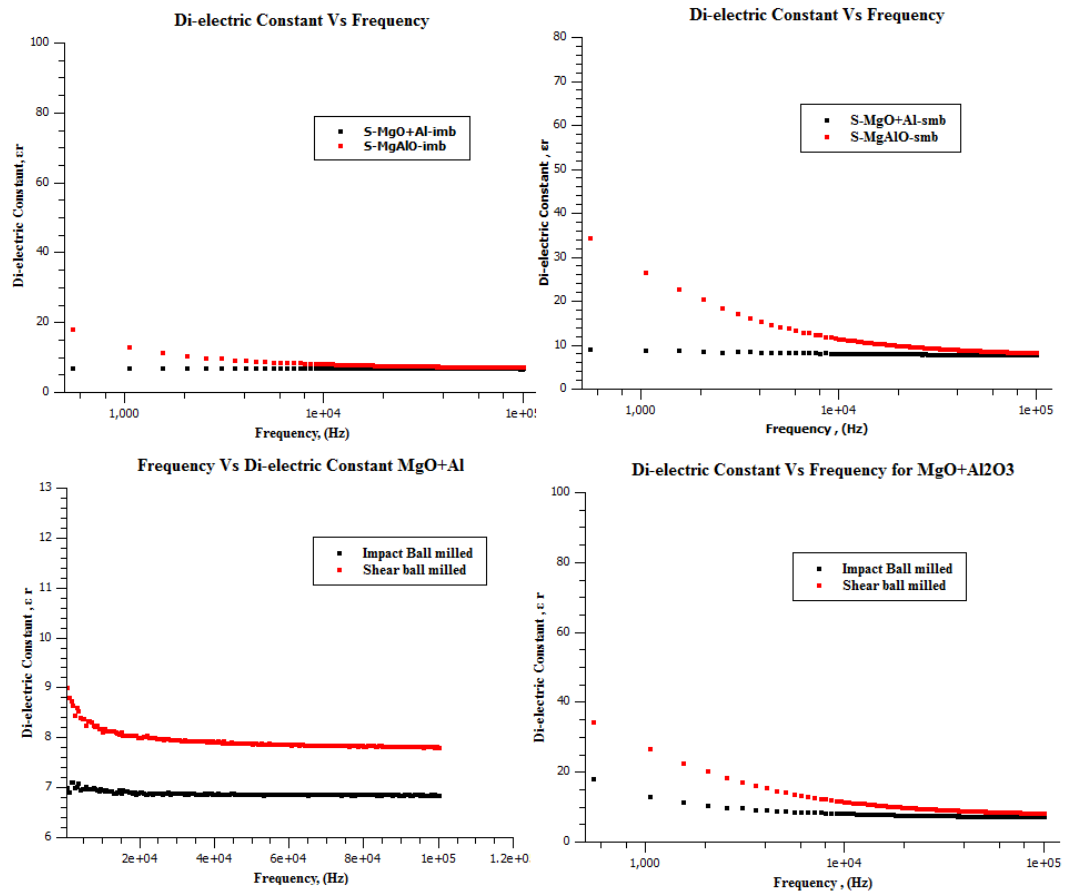 Di-electric Constant Vs Frequency
100
80
60
40
20
0
Di-electric Constant, εr
S-MgO+Al-imb
S-MgAlO-imb
1,000
1e+04
1e+05
Frequency, (Hz)
Di-electric Constant Vs Frequency
80
70
60
50
40
30
20
10
0
Di-electric Constant , εr
S-MgO+Al-smb
S-MgAlO-smb
1,000
1e+04
1e+05
Frequency , (Hz)
Frequency Vs Di-electric Constant MgO+Al
13
12
11
10
9
8
7
6
Di-electric Constant , ε r
Impact Ball milled
Shear ball milled
2e+04
4e+04
6e+04
8e+04
1e+05
1.2e+0
Frequency, (Hz)
Di-electric Constant Vs Frequency for MgO+Al2O3
100
80
60
40
20
0
Di-electric Constant, εr
Impact Ball milled
Shear ball milled
1,000
1e+04
1e+05
Frequency , (Hz)